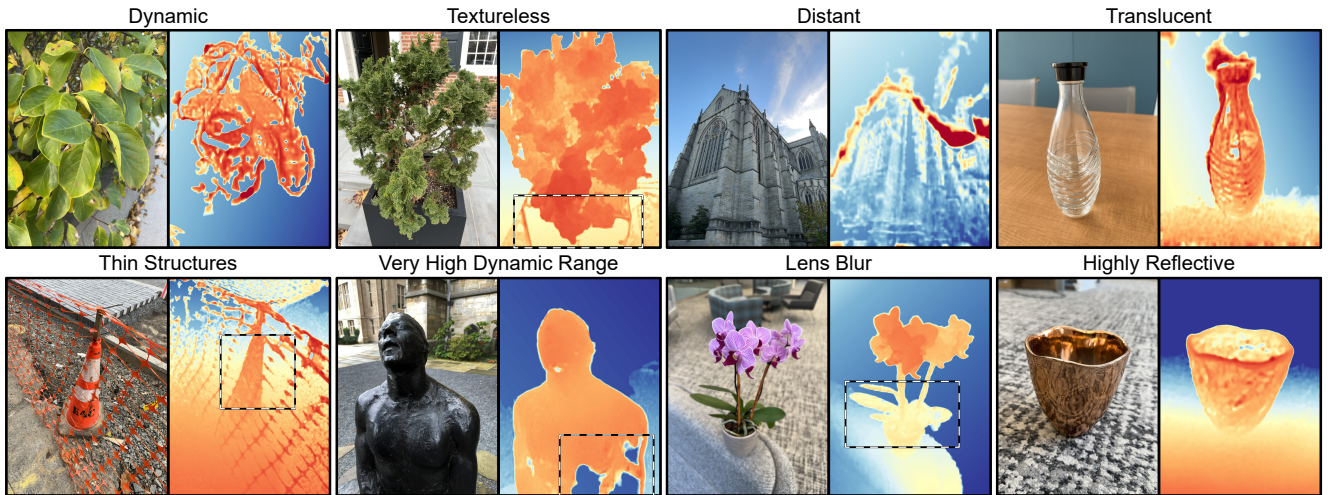 Dynamic
Textureless
Distant
Translucent
Thin Structures
Very High Dynamic Range
Lens Blur
Highly Reflective